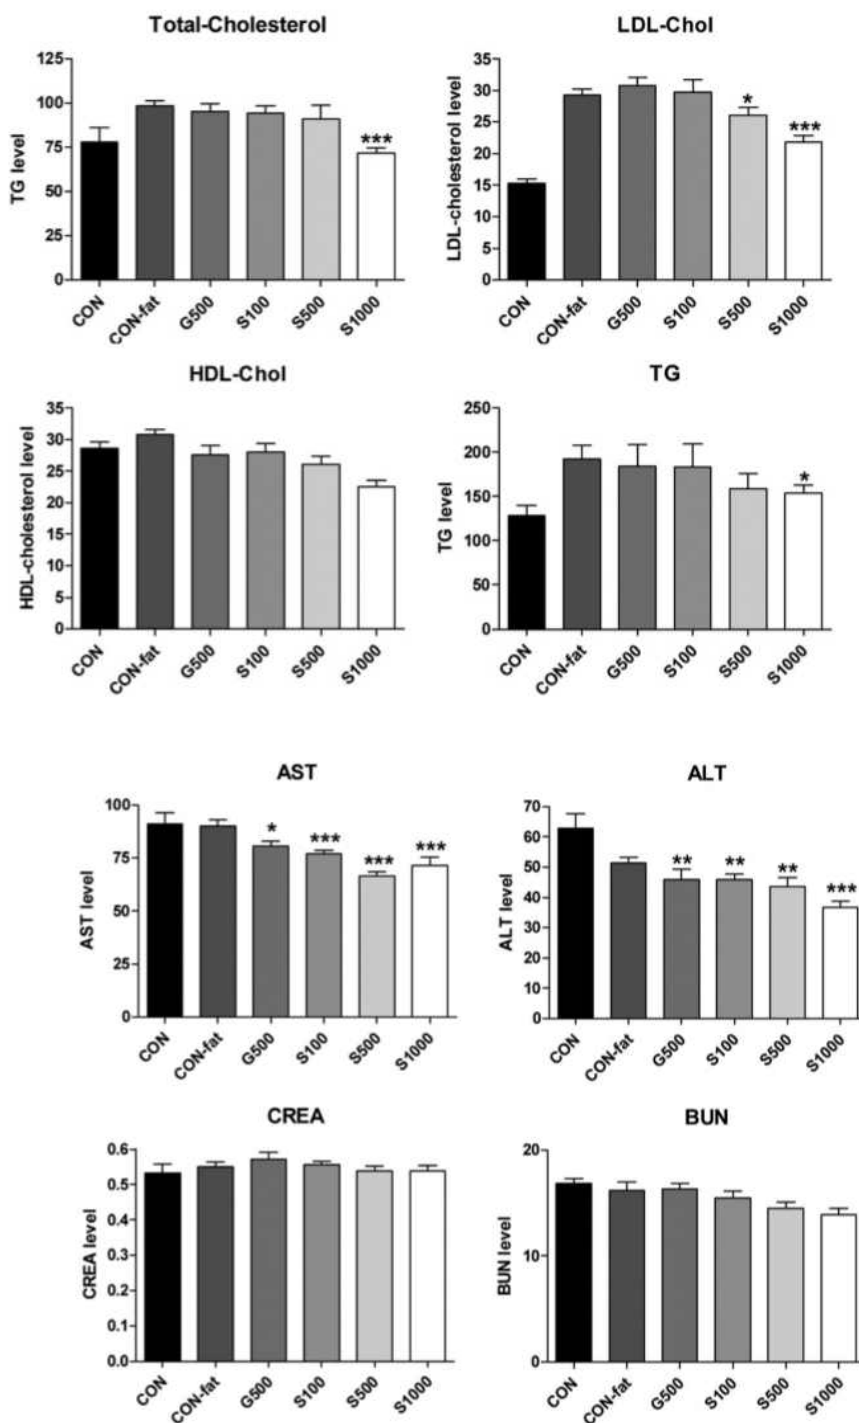 Total-Cholesterol
TG level
125
100
75
50
25
0
***
CON
CON-fat
G500
S100
S500
S1000
LDL-Chol
LDL-cholesterol level
35
30
25
20
15
10
5
0
*
***
CON
CON-fat
G500
S100
S500
S1000
HDL-Chol
HDL-cholesterol level
35
30
25
20
15
10
5
0
CON
CON-fat
G500
S100
S500
S1000
TG
TG level
250
200
150
100
50
0
*
CON
CON-fat
G500
S100
S500
S1000
AST
AST level
100
75
50
25
0
*
***
***
***
CON
CON-fat
G500
S100
S500
S1000
ALT
ALT level
70
60
50
40
30
20
10
0
**
**
**
***
CON
CON-fat
G500
S100
S500
S1000
CREA
CREA level
0.6
0.5
0.4
0.3
0.2
0.1
0.0
CON
CON-fat
G500
S100
S500
S1000
BUN
BUN level
20
10
0
CON
CON-fat
G500
S100
S500
S1000